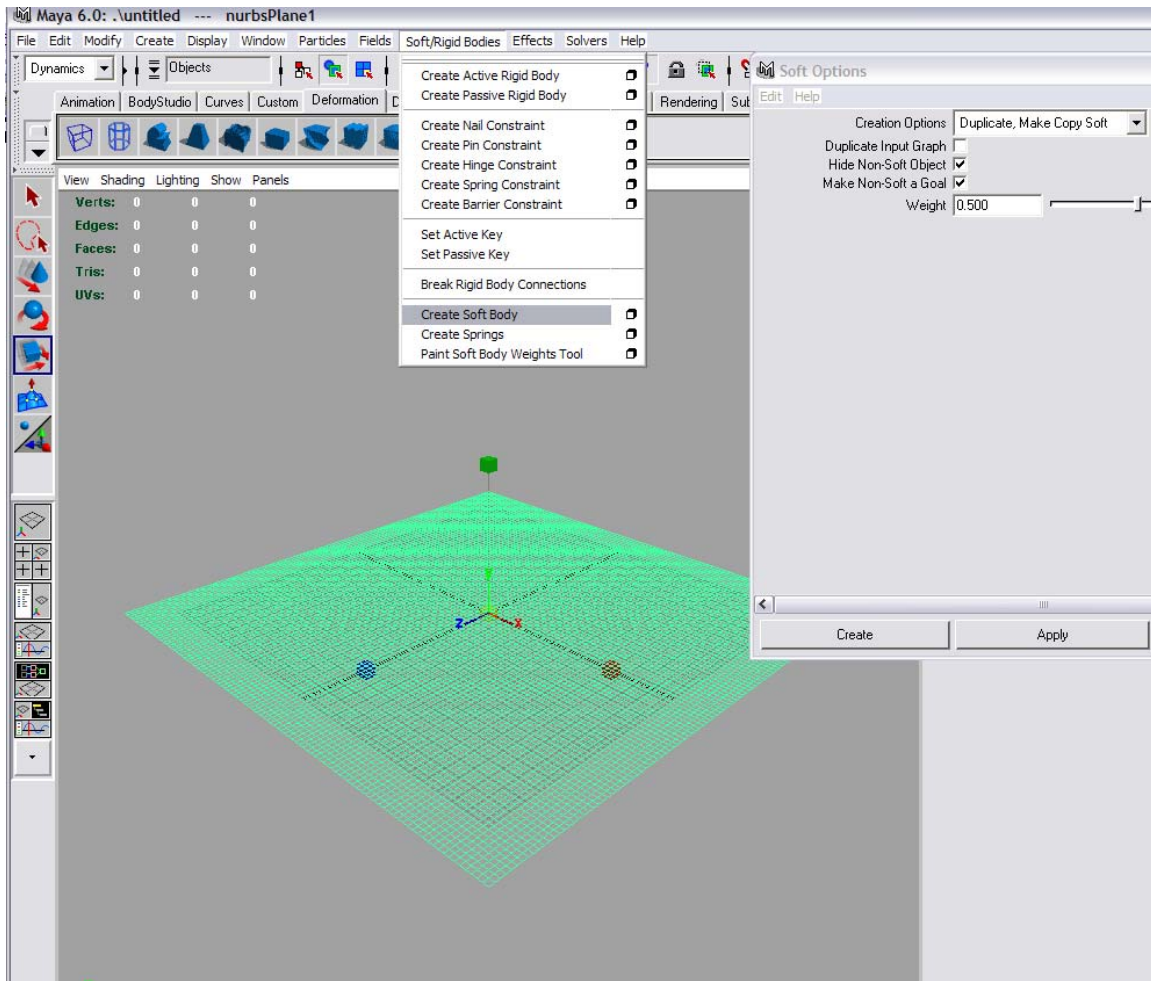 Maya 6.0: .\untitled --- nurbsPlane1
File Edit Modify Create Display Window Particles Fields Soft/Rigid Bodies Effects Solvers Help
Dynamics
Objects
Animation BodyStudio Curves Custom Deformation
Rendering
View Shading Lighting Show Panels
Verts: 0 0 0
Edges: 0 0 0
Faces: 0 0 0
Tris: 0 0 0
UVs: 0 0 0
Create Active Rigid Body
Create Passive Rigid Body
Create Nail Constraint
Create Pin Constraint
Create Hinge Constraint
Create Spring Constraint
Create Barrier Constraint
Set Active Key
Set Passive Key
Break Rigid Body Connections
Create Soft Body
Create Springs
Paint Soft Body Weights Tool
Soft Options
Edit Help
Creation Options Duplicate, Make Copy Soft
Duplicate Input Graph
Hide Non-Soft Object
Make Non-Soft a Goal
Weight 0.500
Create Apply
Y
Z X